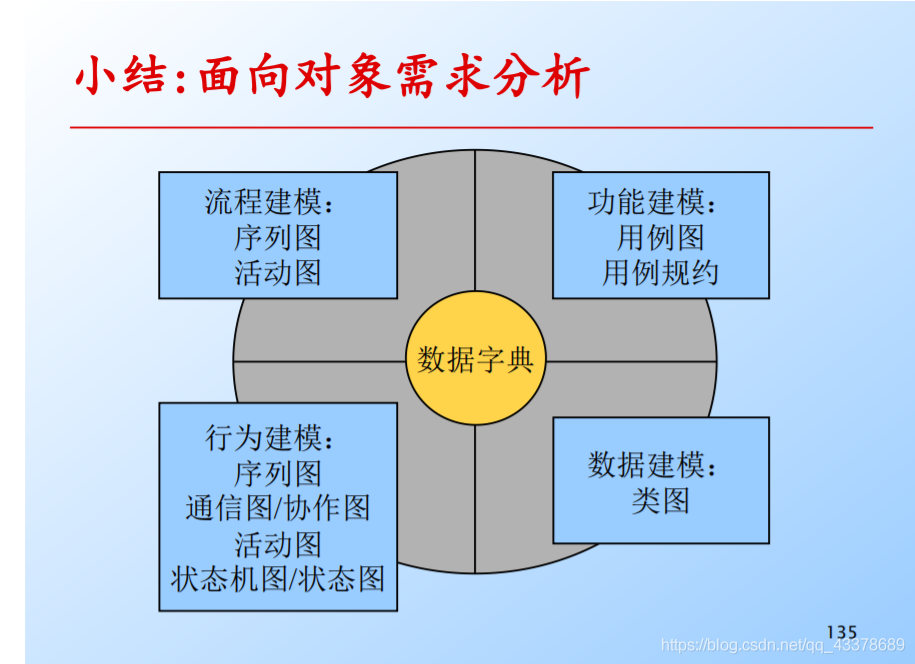 小结:面向对象需求分析
流程建模：
序列图
活动图
功能建模：
用例图
用例规约
数据字典
行为建模：
序列图
通信图/协作图
活动图
状态机图/状态图
数据建模：
类图
135
https://blog.csdn.net/qq_43378689